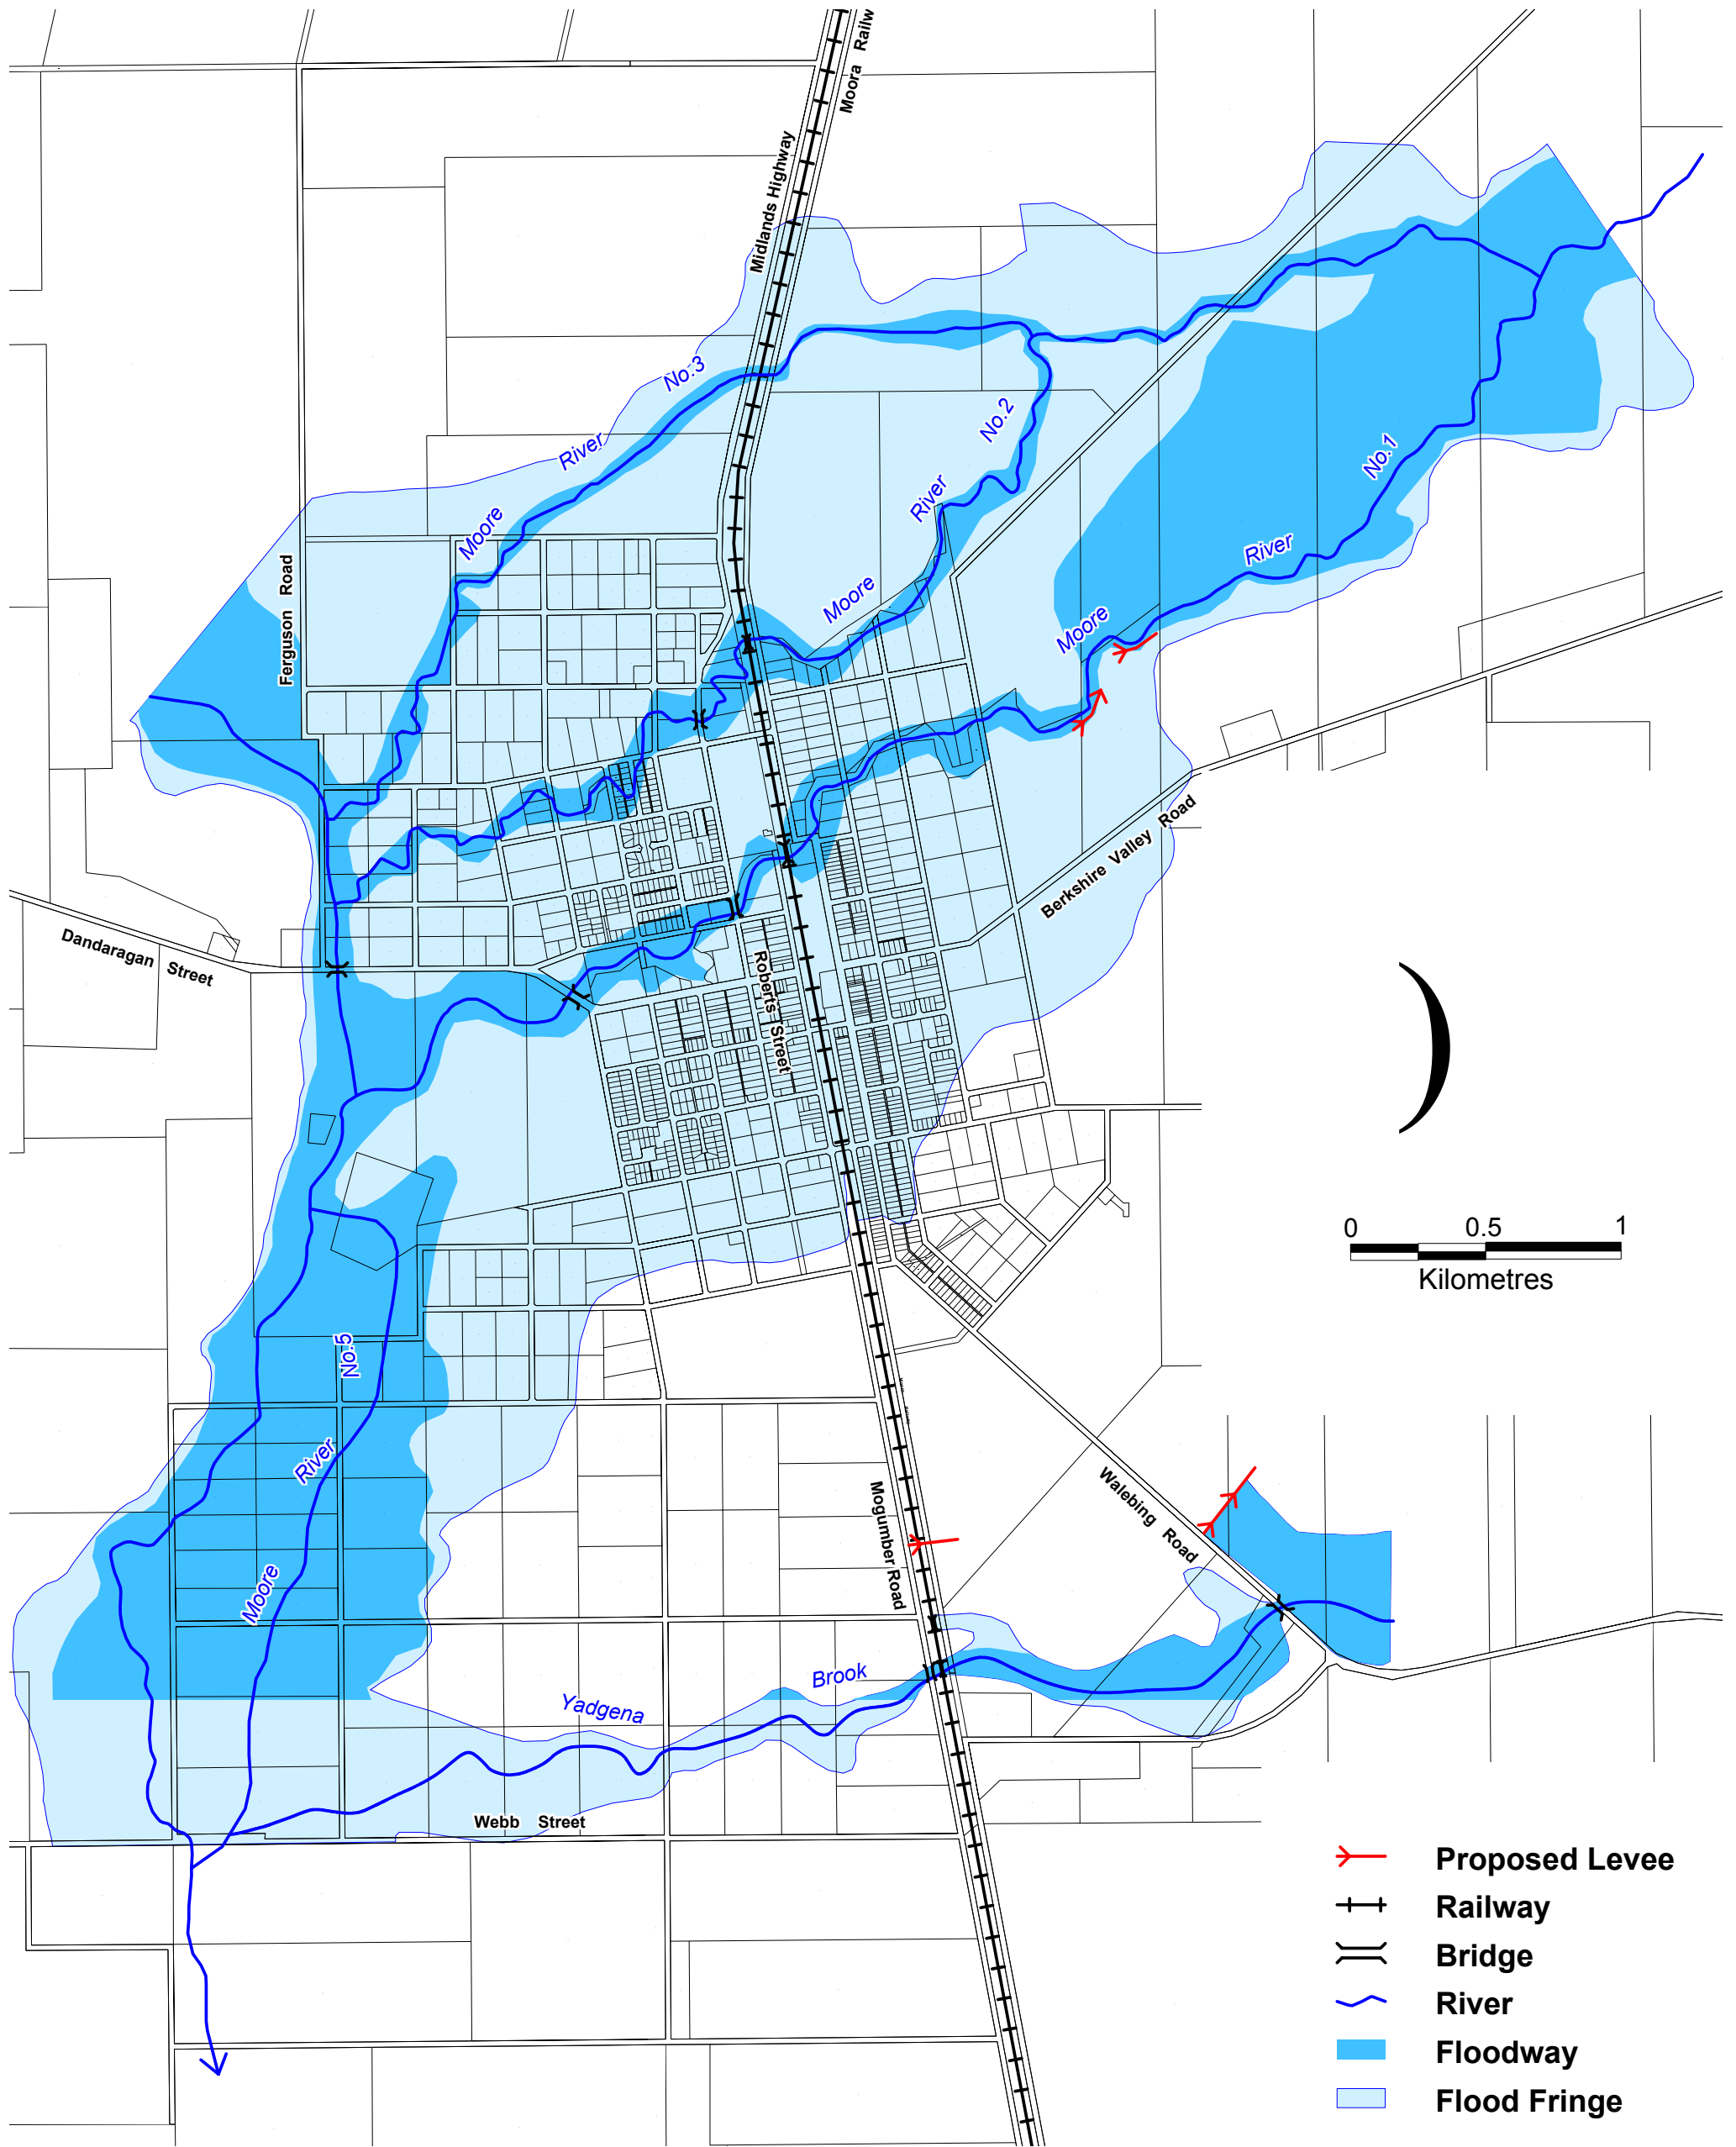 Moora Railw
Midlands Highway
No.3
River
Moore
No.2
River
Moore
No.1
River
Moore
Ferguson Road
Berkshire Valley Road
Dandaragan Street
Roberts Street
0 0.5 1
Kilometres
No.5
River
Moore
Mogumber Road
Walebing Road
Brook
Yadgena
Webb Street
Proposed Levee
Railway
Bridge
River
Floodway
Flood Fringe